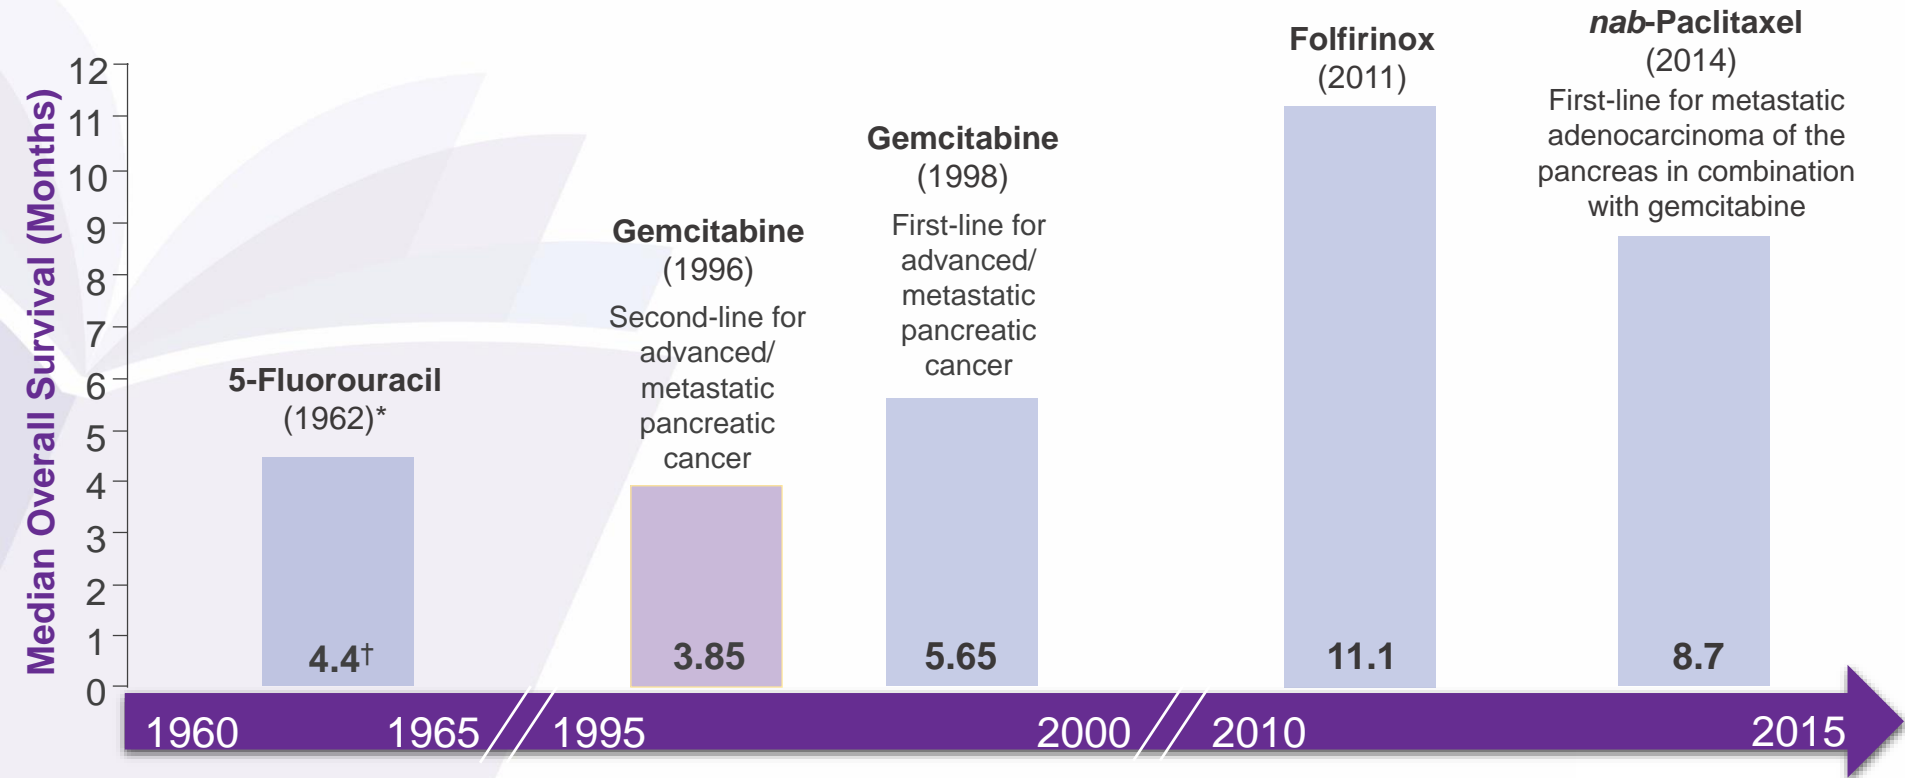 Median Overall Survival (Months)
12
11
10
9
8
7
6
5
4
3
2
1
0
5-Fluorouracil
(1962)*
4.4†
Gemcitabine
(1996)
Second-line for
advanced/
metastatic
pancreatic
cancer
3.85
Gemcitabine
(1998)
First-line for
advanced/
metastatic
pancreatic
cancer
5.65
Folfirinox
(2011)
11.1
nab-Paclitaxel
(2014)
First-line for metastatic
adenocarcinoma of the
pancreas in combination
with gemcitabine
8.7
1960 1965 // 1995 2000 // 2010 2015